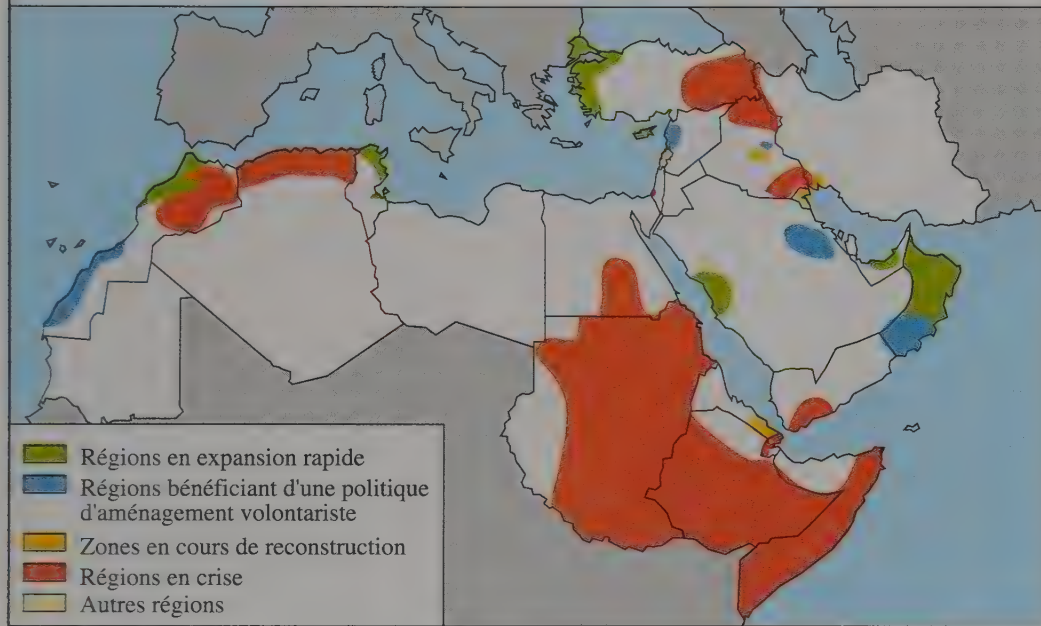 Régions en expansion rapide
Régions bénéficiant d'une politique
d'aménagement volontariste
Zones en cours de reconstruction
Régions en crise
Autres régions